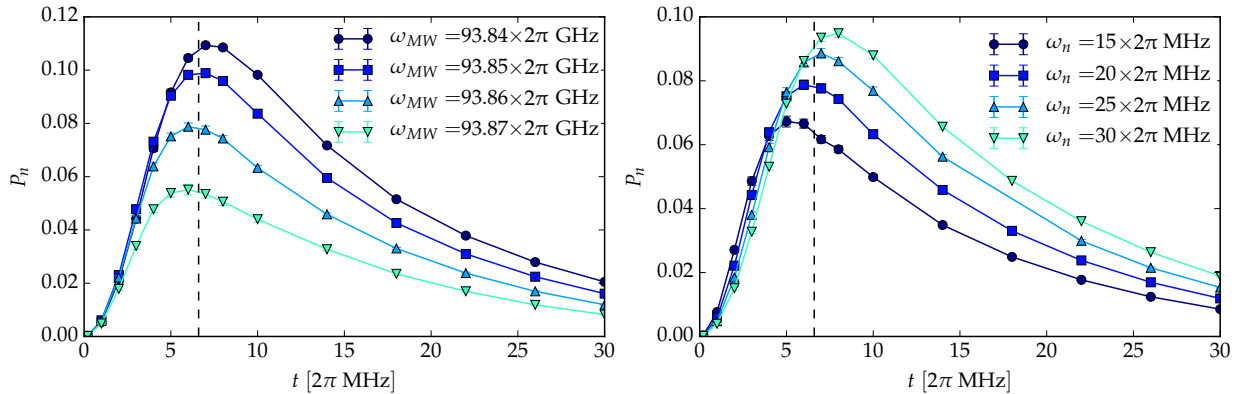 0.12
0.10
0.08
0.06
0.04
0.02
0.00
P_n
0 5 10 15 20 25 30
t [2π MHz]
ω_MW =93.84×2π GHz
ω_MW =93.85×2π GHz
ω_MW =93.86×2π GHz
ω_MW =93.87×2π GHz
0.10
0.08
0.06
0.04
0.02
0.00
P_n
0 5 10 15 20 25 30
t [2π MHz]
ω_n =15×2π MHz
ω_n =20×2π MHz
ω_n =25×2π MHz
ω_n =30×2π MHz